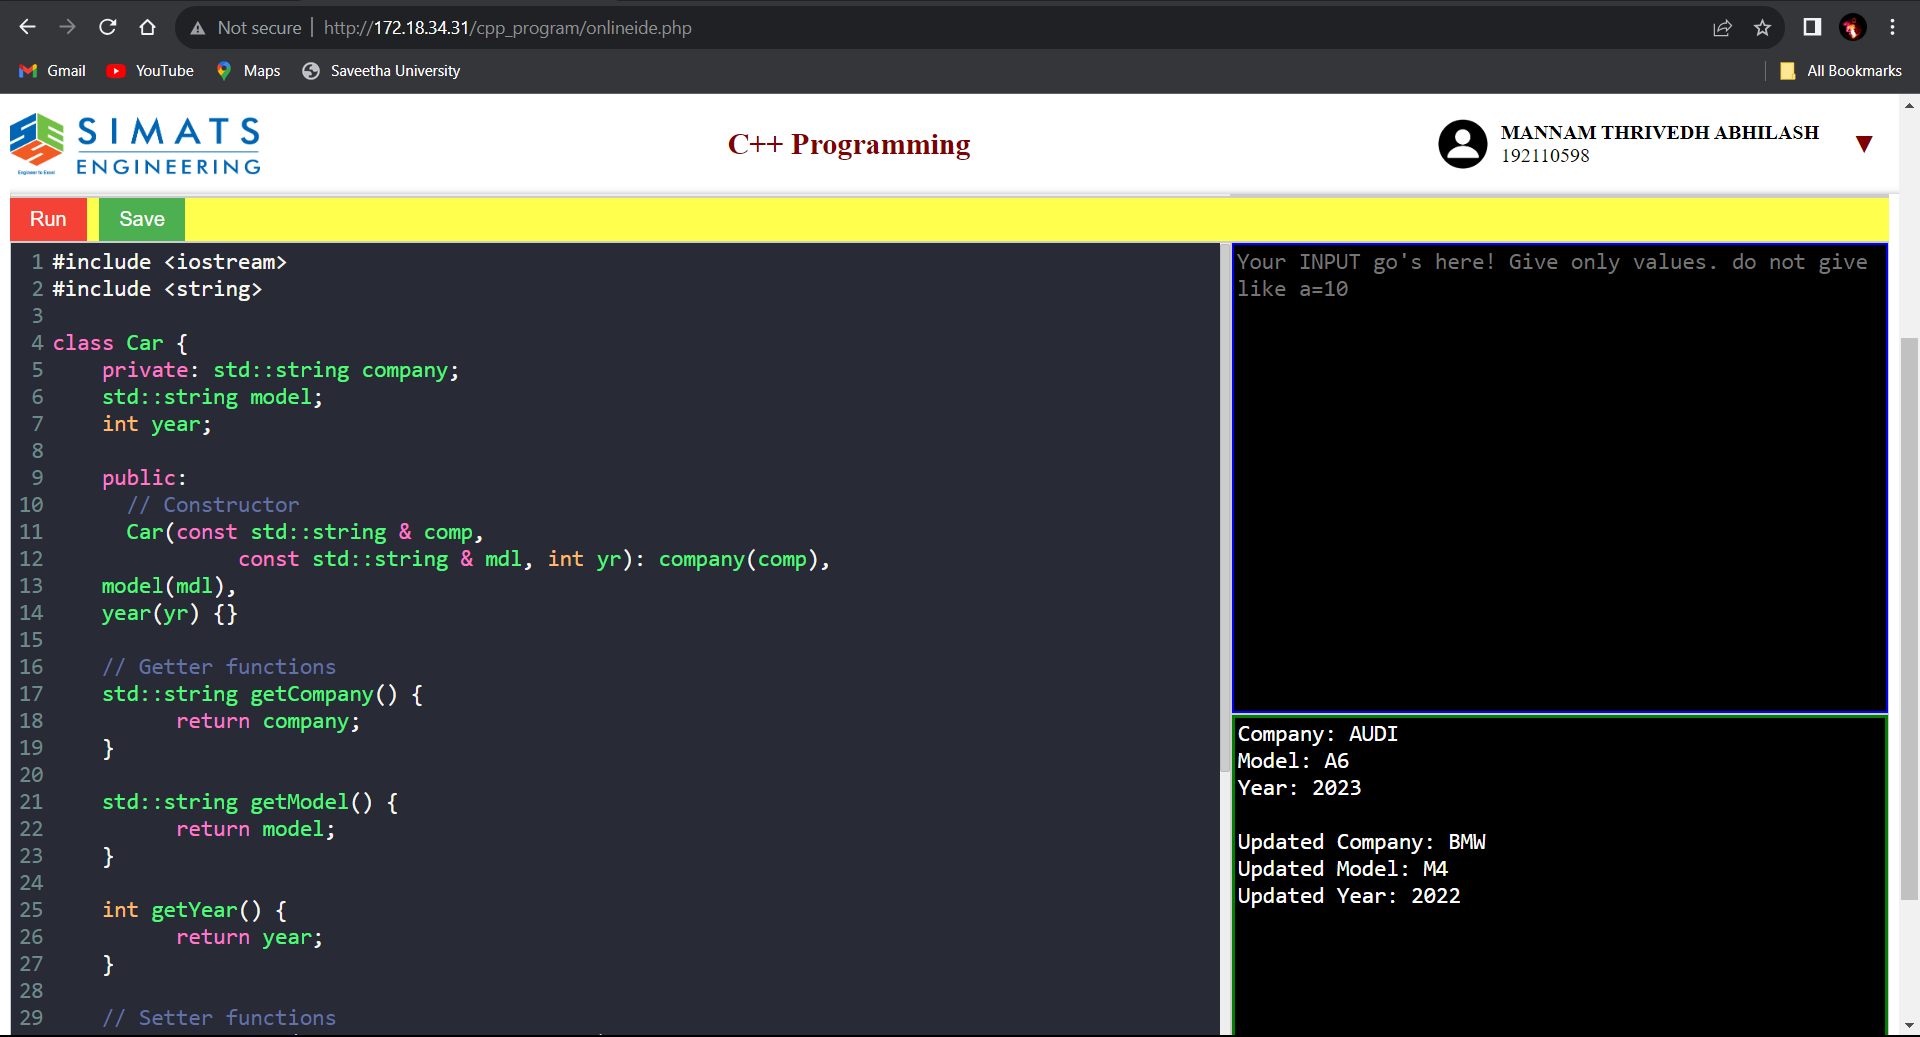 Not secure | http://172.18.34.31/cpp_program/onlineide.php
Gmail YouTube Maps Saveetha University All Bookmarks
SIMATS
ENGINEERING
Engineer to Excel
C++ Programming
MANNAM THRIVEDH ABHILASH
192110598
Run Save
1 #include <iostream>
2 #include <string>
3
4 class Car {
5 private: std::string company;
6 std::string model;
7 int year;
8
9 public:
10 // Constructor
11 Car(const std::string & comp,
12 const std::string & mdl, int yr): company(comp),
13 model(mdl),
14 year(yr) {}
15
16 // Getter functions
17 std::string getCompany() {
18 return company;
19 }
20
21 std::string getModel() {
22 return model;
23 }
24
25 int getYear() {
26 return year;
27 }
28
29 // Setter functions
Your INPUT go's here! Give only values. do not give
like a=10
Company: AUDI
Model: A6
Year: 2023
Updated Company: BMW
Updated Model: M4
Updated Year: 2022